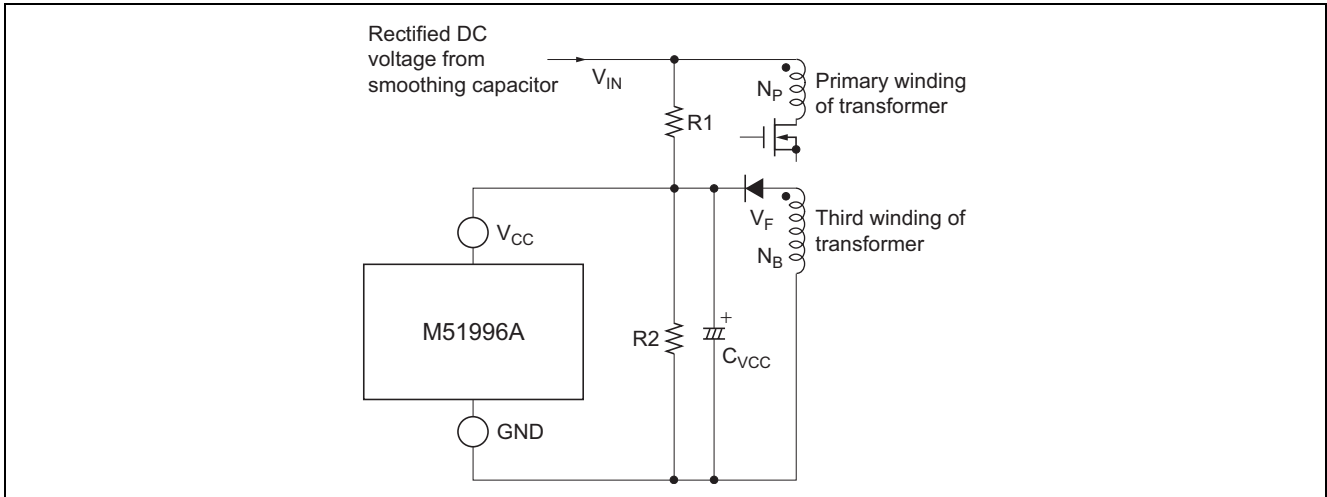 Rectified DC
voltage from
smoothing capacitor
V_IN
N_P
Primary winding
of transformer
R1
V_CC
V_F
Third winding of
transformer
N_B
M51996A
R2
+
C_VCC
GND